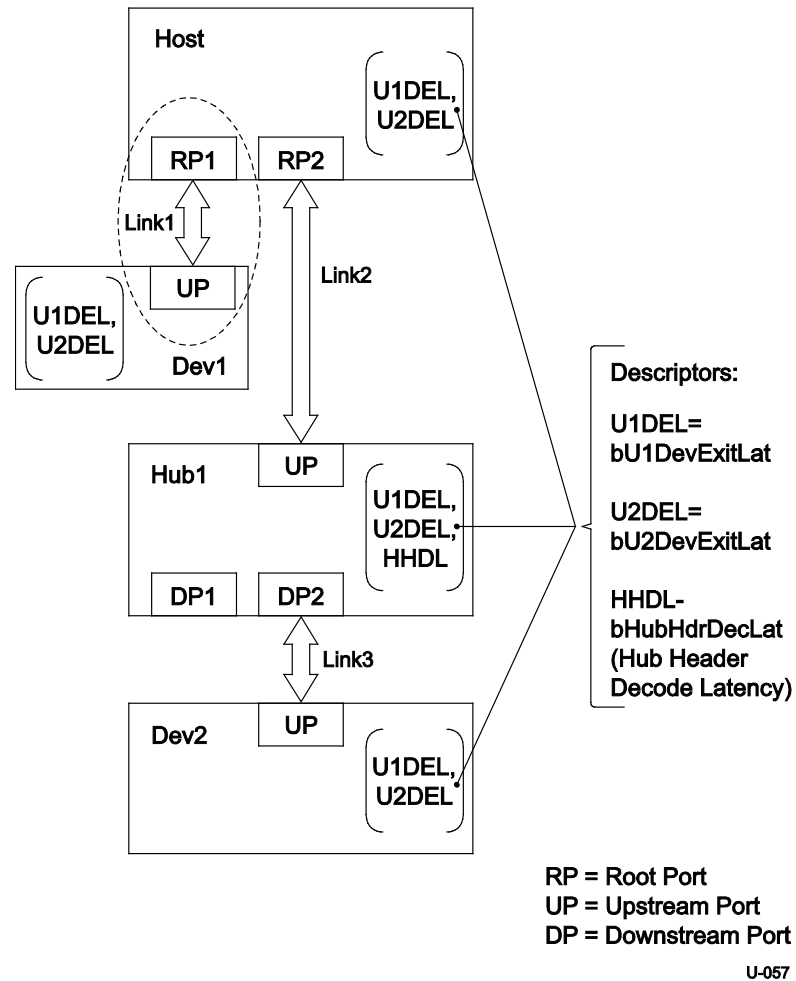 Host
U1DEL,
U2DEL
RP1
RP2
Link1
Link2
UP
U1DEL,
U2DEL
Dev1
Descriptors:
U1DEL=
bU1DevExitLat
U2DEL=
bU2DevExitLat
HHDL-
bHubHdrDecLat
(Hub Header
Decode Latency)
UP
Hub1
U1DEL,
U2DEL,
HHDL
DP1
DP2
Link3
UP
Dev2
U1DEL,
U2DEL
RP = Root Port
UP = Upstream Port
DP = Downstream Port
U-057